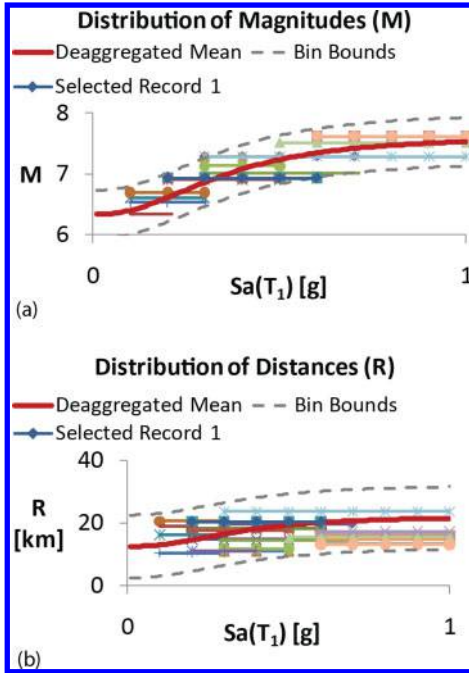 Distribution of Magnitudes (M)
Deaggregated Mean
Bin Bounds
Selected Record 1
8
M
7
6
0
1
Sa(T₁) [g]
(a)
Distribution of Distances (R)
Deaggregated Mean
Bin Bounds
Selected Record 1
40
R
20
[km]
0
0
1
Sa(T₁) [g]
(b)